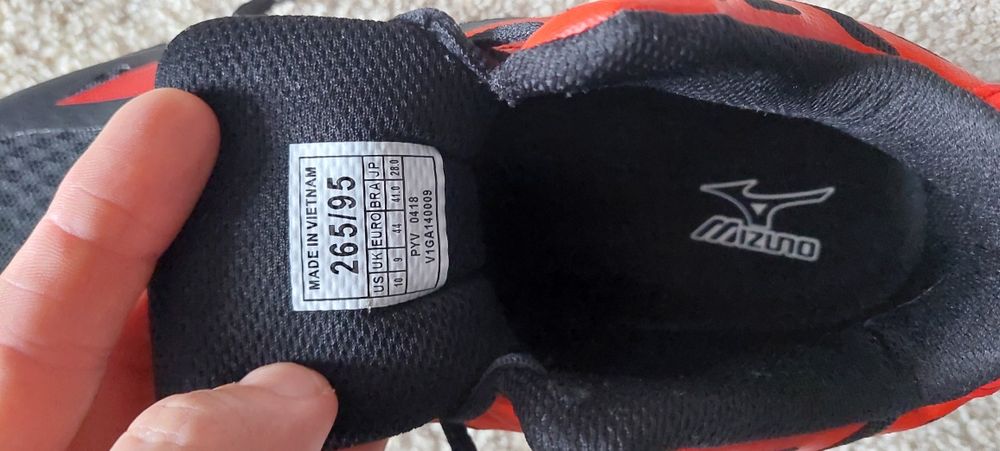 MADE IN VIETNAM
265/95
US UK EURO BRA JP
10 9 44 41.0 28.0
PYV 0418
V1GA140009
MIZUNO